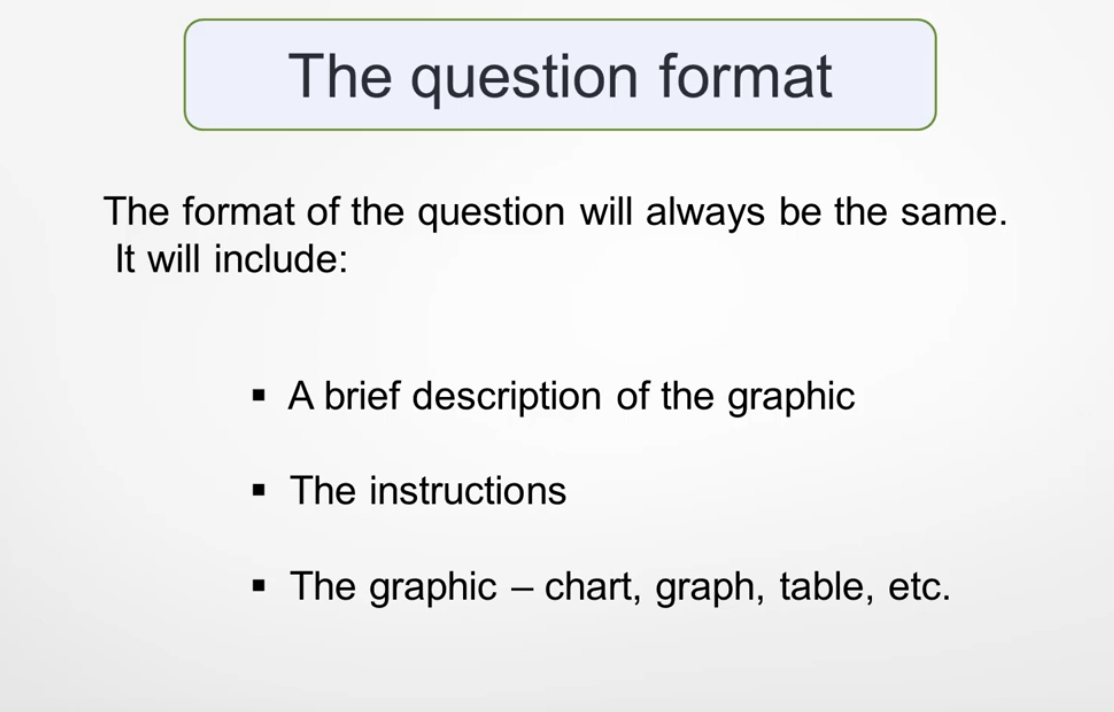 The question format
The format of the question will always be the same.
It will include:
▪ A brief description of the graphic
▪ The instructions
▪ The graphic – chart, graph, table, etc.